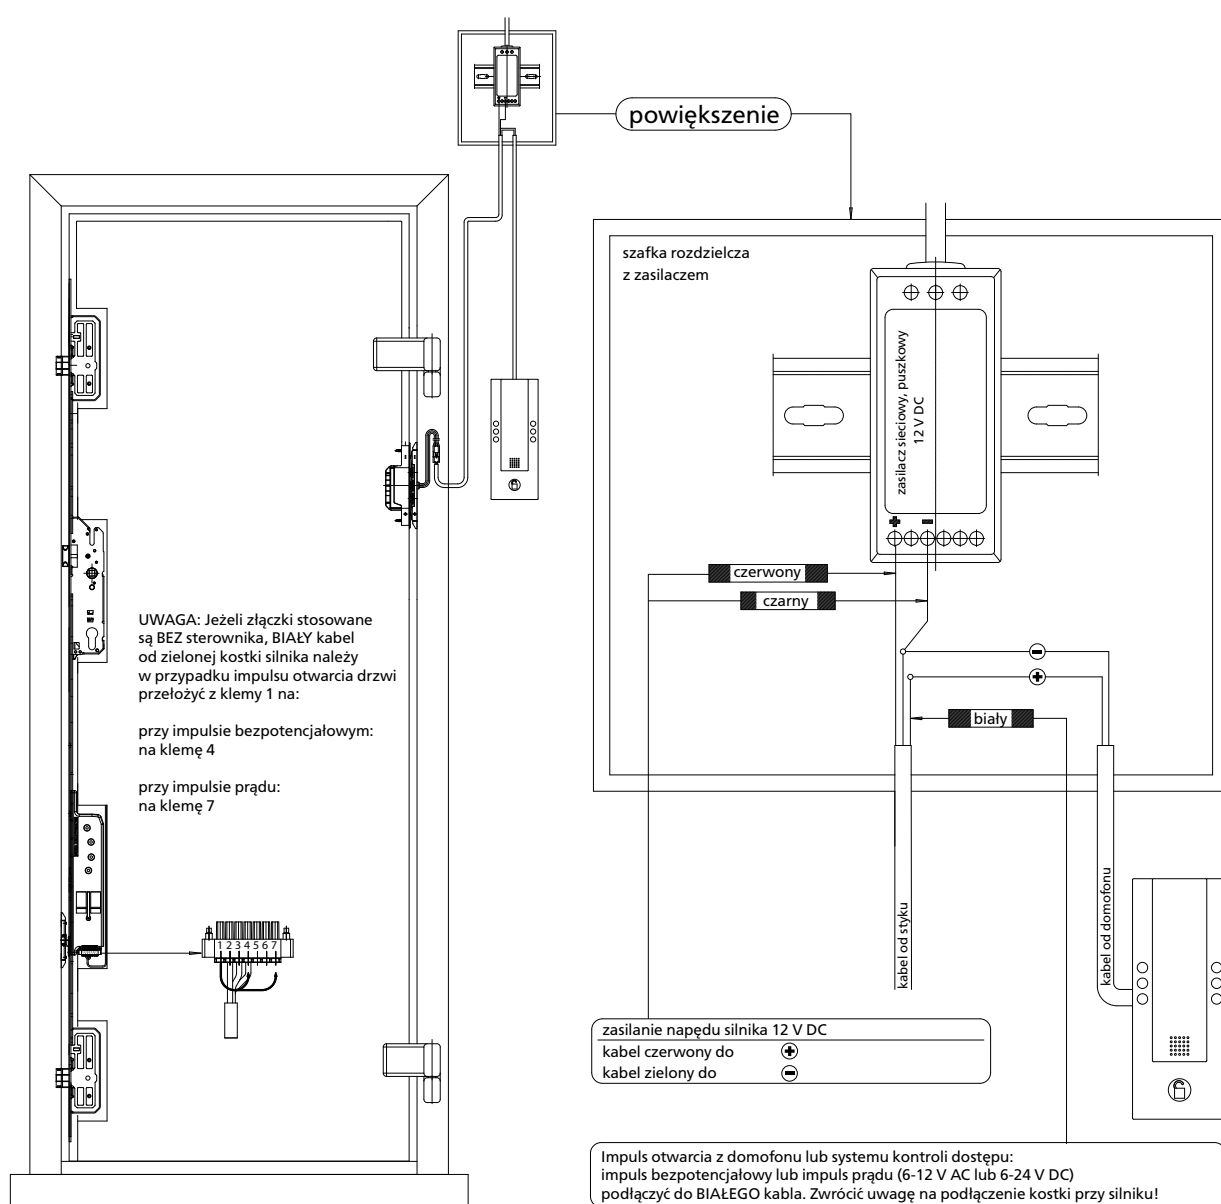 powiększenie
szafka rozdzielcza
z zasilaczem
zasilacz sieciowy, puszkowy
12 V DC
czerwony
czarny
biały
UWAGA: Jeżeli złączki stosowane
są BEZ sterownika, BIAŁY kabel
od zielonej kostki silnika należy
w przypadku impulsu otwarcia drzwi
przełożyć z klemy 1 na:
przy impulsie bezpotencjałowym:
na klemę 4
przy impulsie prądu:
na klemę 7
1 2 3 4 5 6 7
kabel od styku
kabel od domofonu
zasilanie napędu silnika 12 V DC
kabel czerwony do +
kabel zielony do −
Impuls otwarcia z domofonu lub systemu kontroli dostępu:
impuls bezpotencjałowy lub impuls prądu (6-12 V AC lub 6-24 V DC)
podłączyć do BIAŁEGO kabla. Zwrócić uwagę na podłączenie kostki przy silniku!